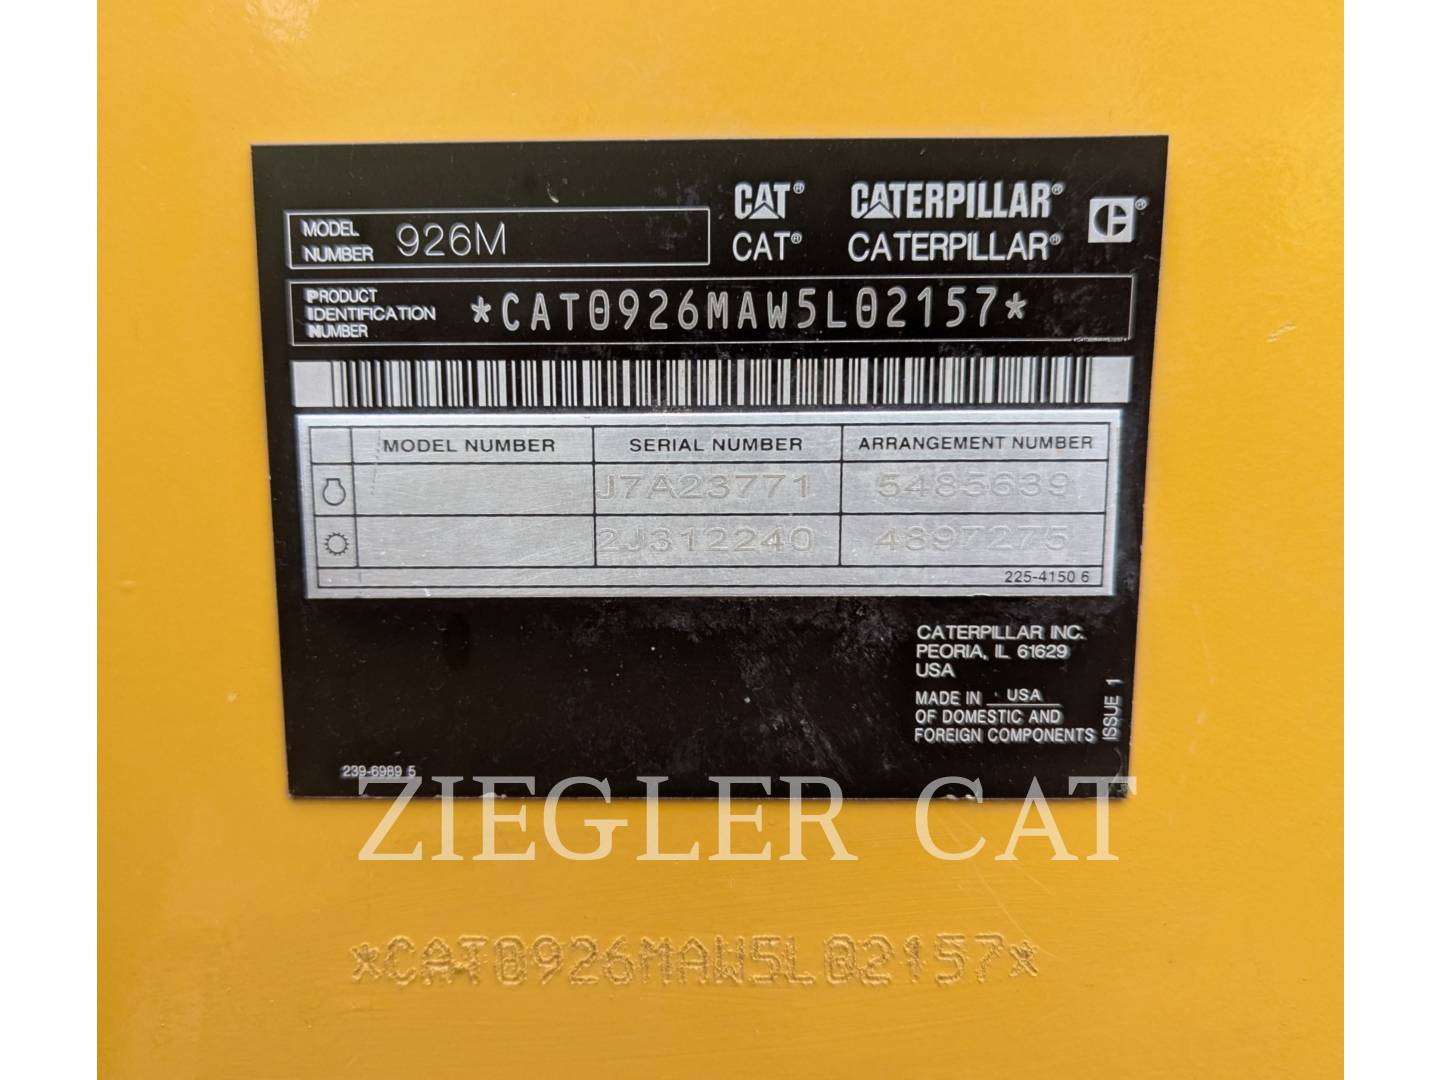 CAT® CATERPILLAR® ®
CAT® CATERPILLAR®
MODEL NUMBER 926M
PRODUCT IDENTIFICATION NUMBER *CAT0926MAW5L02157*
MODEL NUMBER SERIAL NUMBER ARRANGEMENT NUMBER
J7A23771 5485639
2J312240 4897275
225-4150 6
CATERPILLAR INC.
PEORIA, IL 61629
USA
MADE IN USA
OF DOMESTIC AND
FOREIGN COMPONENTS
ISSUE 1
239-6989 5
ZIEGLER CAT
*CAT0926MAW5L02157*